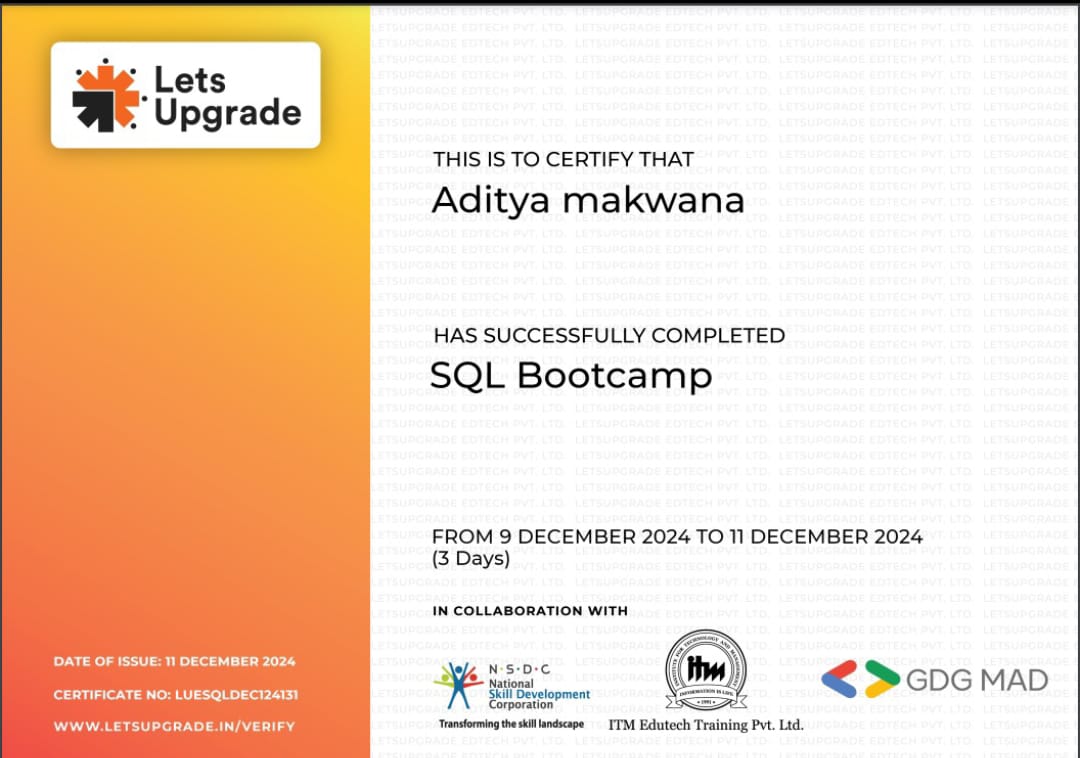 Lets
Upgrade
THIS IS TO CERTIFY THAT
Aditya makwana
HAS SUCCESSFULLY COMPLETED
SQL Bootcamp
FROM 9 DECEMBER 2024 TO 11 DECEMBER 2024
(3 Days)
IN COLLABORATION WITH
N·S·D·C
National
Skill Development
Corporation
Transforming the skill landscape
INSTITUTE FOR TECHNOLOGY AND MANAGEMENT
itm
INFORMATION IS LIFE
• 1991 •
ITM Edutech Training Pvt. Ltd.
GDG MAD
DATE OF ISSUE: 11 DECEMBER 2024
CERTIFICATE NO: LUESQLDEC124131
WWW.LETSUPGRADE.IN/VERIFY
LETSUPGRADE EDTECH PVT. LTD.